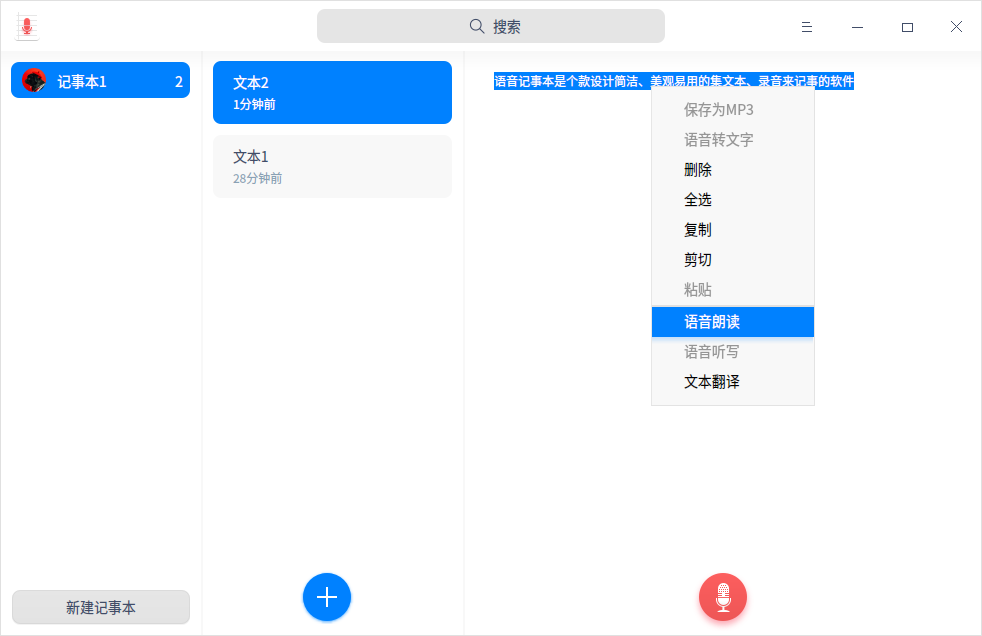 搜索
记事本1 2
文本2
1分钟前
文本1
28分钟前
语音记事本是个款设计简洁、美观易用的集文本、录音来记事的软件
保存为MP3
语音转文字
删除
全选
复制
剪切
粘贴
语音朗读
语音听写
文本翻译
新建记事本